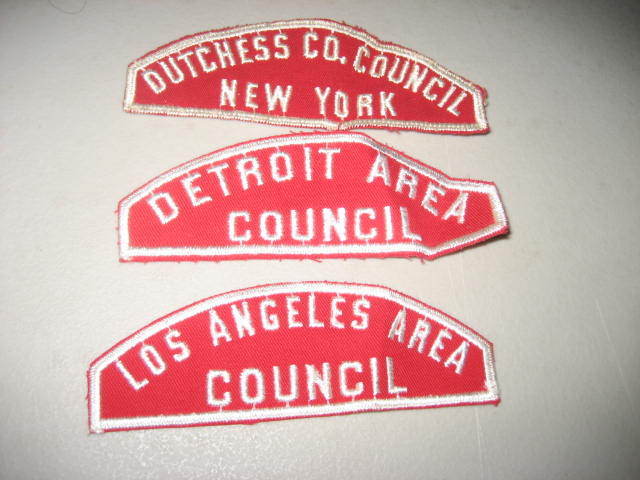 DUTCHESS CO. COUNCIL
NEW YORK
DETROIT AREA
COUNCIL
LOS ANGELES AREA
COUNCIL